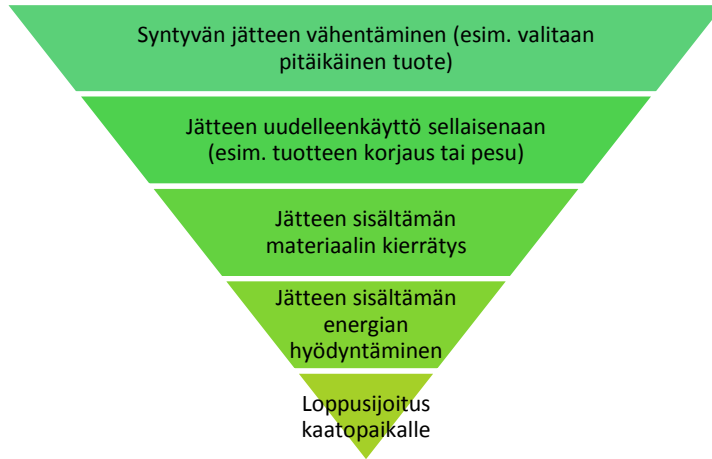 Syntyvän jätteen vähentäminen (esim. valitaan
pitäikäinen tuote)
Jätteen uudelleenkäyttö sellaisenaan
(esim. tuotteen korjaus tai pesu)
Jätteen sisältämän
materiaalin kierrätys
Jätteen sisältämän
energian
hyödyntäminen
Loppusijoitus
kaatopaikalle